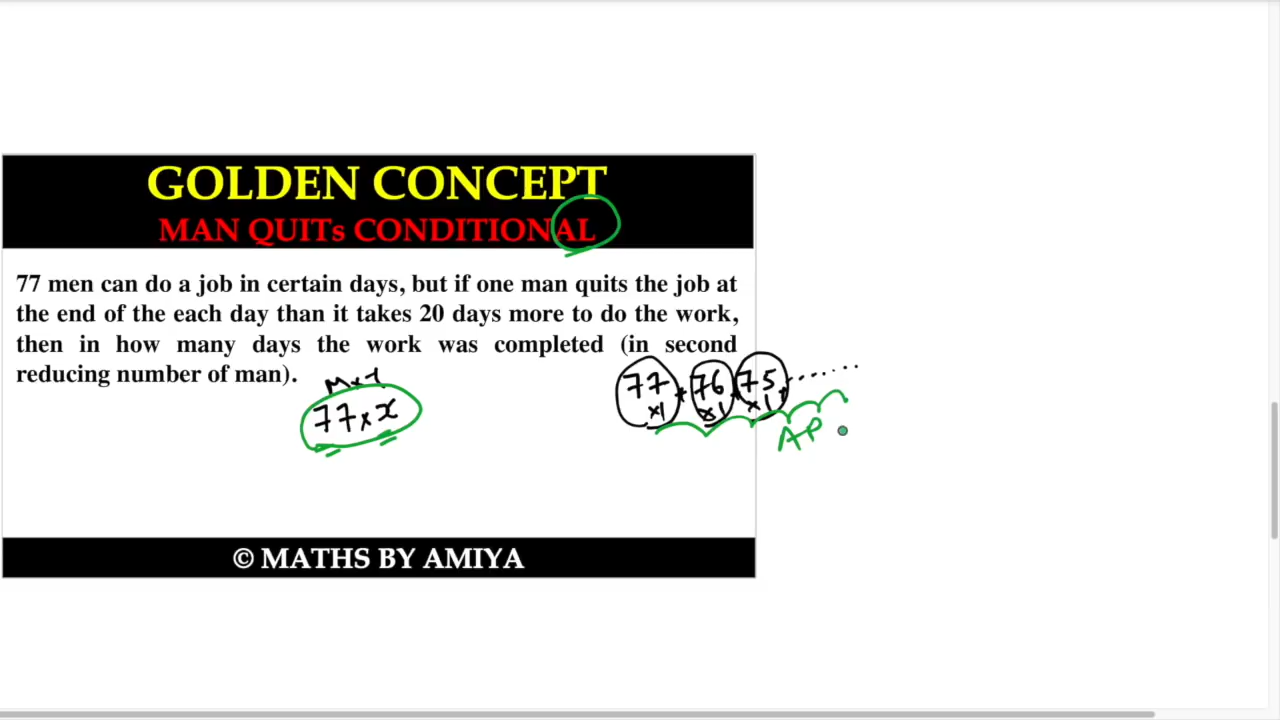 GOLDEN CONCEPT
MAN QUITs CONDITIONAL
77 men can do a job in certain days, but if one man quits the job at
the end of the each day than it takes 20 days more to do the work,
then in how many days the work was completed (in second
reducing number of man).
77 × x
77 + 76 + 75 + .......
×1 ×1 ×1
AP
© MATHS BY AMIYA